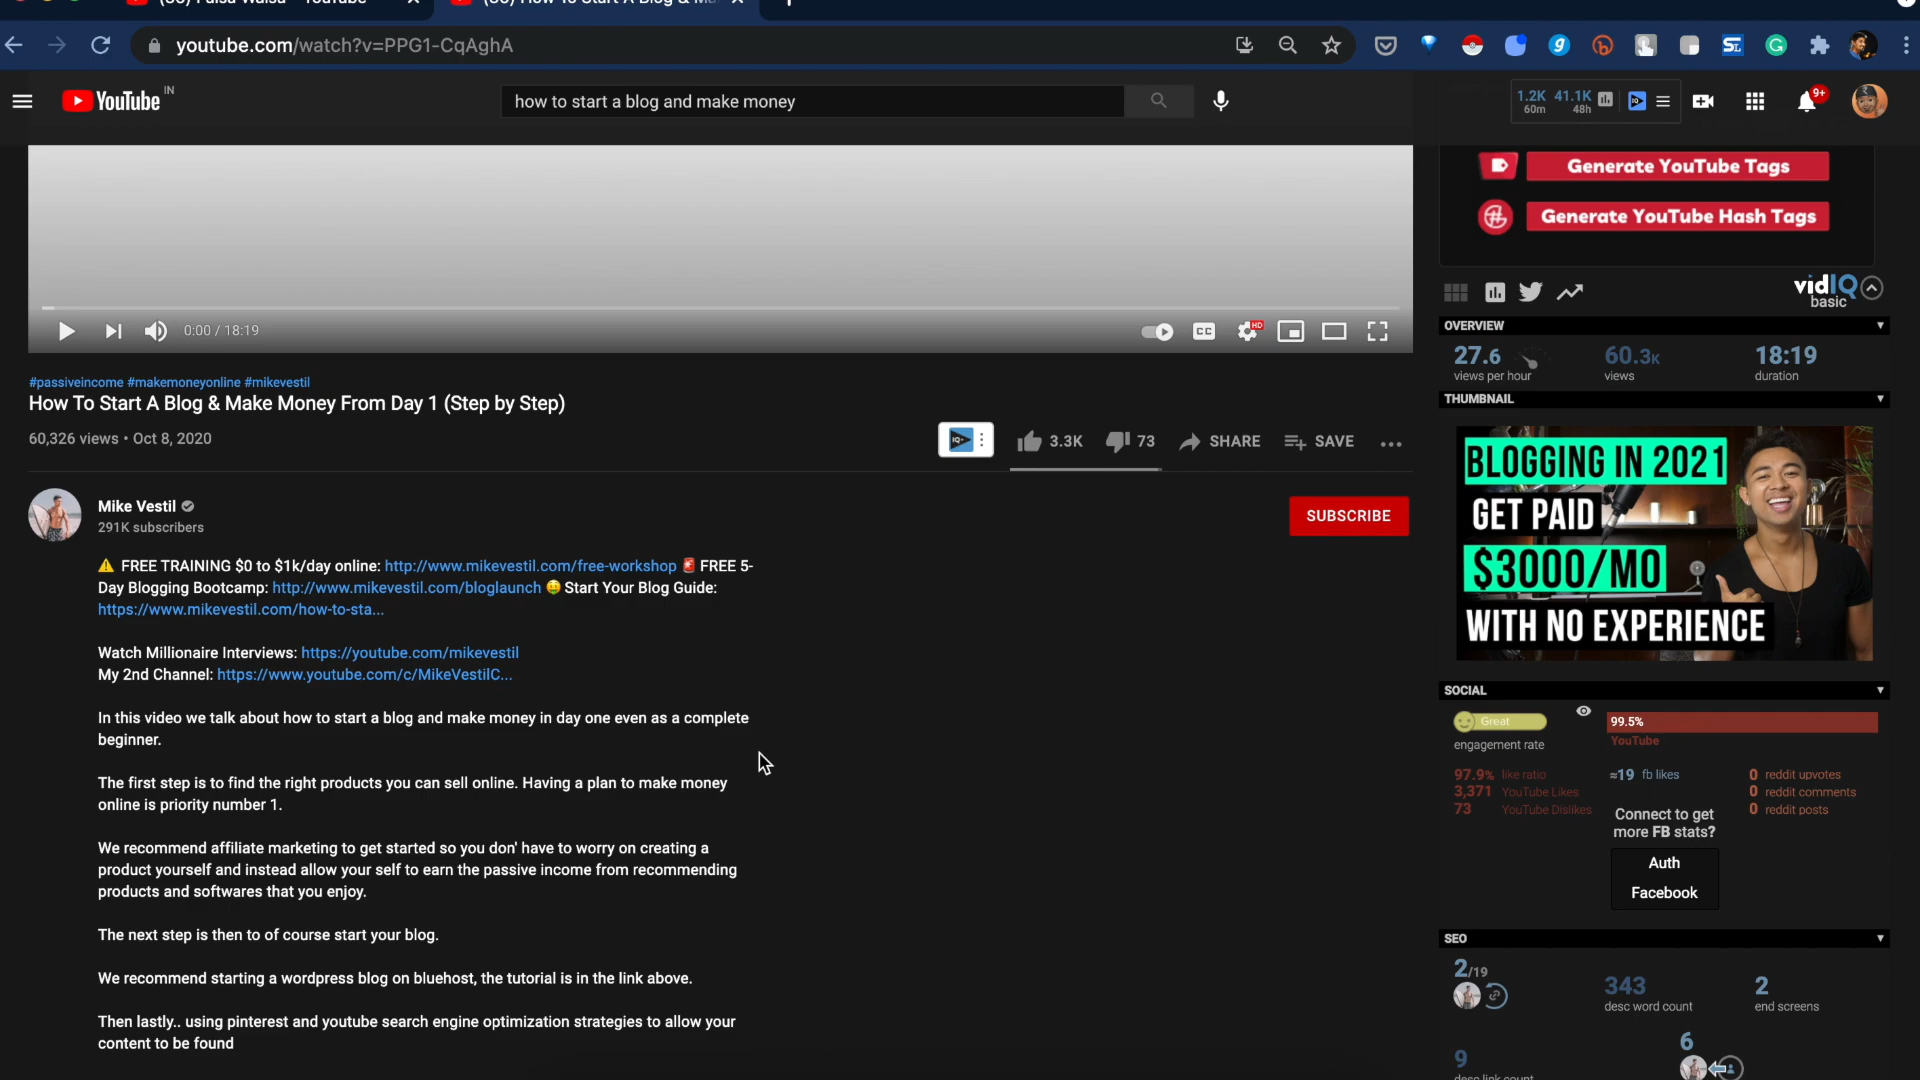 youtube.com/watch?v=PPG1-CqAghA
YouTube IN
how to start a blog and make money
1.2K 41.1K
60m 48h
9+
Generate YouTube Tags
Generate YouTube Hash Tags
vidIQ
basic
0:00 / 18:19
CC
HD
OVERVIEW
27.6 60.3K 18:19
views per hour views duration
THUMBNAIL
#passiveincome #makemoneyonline #mikevestil
How To Start A Blog & Make Money From Day 1 (Step by Step)
60,326 views • Oct 8, 2020
3.3K 73 SHARE SAVE
BLOGGING IN 2021
GET PAID
$3000/MO
WITH NO EXPERIENCE
Mike Vestil
291K subscribers
SUBSCRIBE
⚠️ FREE TRAINING $0 to $1k/day online: http://www.mikevestil.com/free-workshop 🚨 FREE 5-
Day Blogging Bootcamp: http://www.mikevestil.com/bloglaunch 🤑 Start Your Blog Guide:
https://www.mikevestil.com/how-to-sta...
Watch Millionaire Interviews: https://youtube.com/mikevestil
My 2nd Channel: https://www.youtube.com/c/MikeVestilC...
In this video we talk about how to start a blog and make money in day one even as a complete
beginner.
The first step is to find the right products you can sell online. Having a plan to make money
online is priority number 1.
We recommend affiliate marketing to get started so you don' have to worry on creating a
product yourself and instead allow your self to earn the passive income from recommending
products and softwares that you enjoy.
The next step is then to of course start your blog.
We recommend starting a wordpress blog on bluehost, the tutorial is in the link above.
Then lastly.. using pinterest and youtube search engine optimization strategies to allow your
content to be found
SOCIAL
Great 99.5%
engagement rate YouTube
97.9% like ratio ≈19 fb likes 0 reddit upvotes
3,371 YouTube Likes 0 reddit comments
73 YouTube Dislikes 0 reddit posts
Connect to get
more FB stats?
Auth
Facebook
SEO
2/19
343 2
desc word count end screens
6
9
desc link count